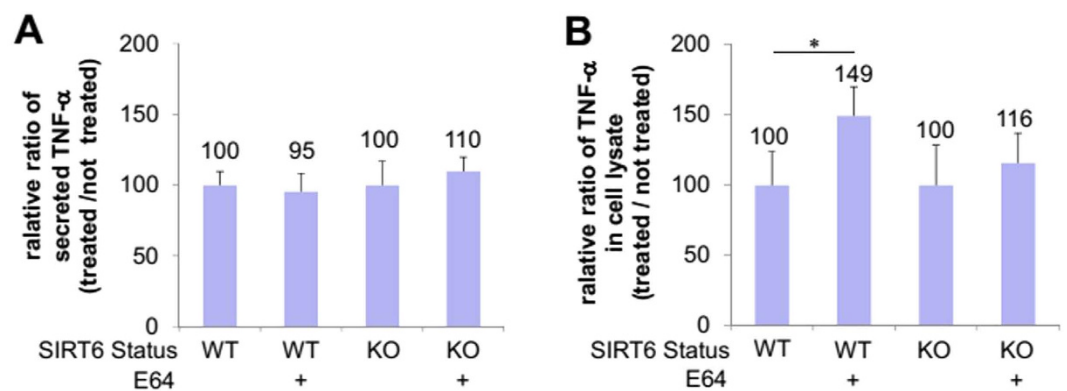 A
ralative ratio of
secreted TNF-α
(treated /not treated)
200
150
100
50
0
100
95
100
110
SIRT6 Status WT WT KO KO
E64 + +
B
ralative ratio of TNF-α
in cell lysate
(treated / not treated)
200
150
100
50
0
*
100
149
100
116
SIRT6 Status WT WT KO KO
E64 + +